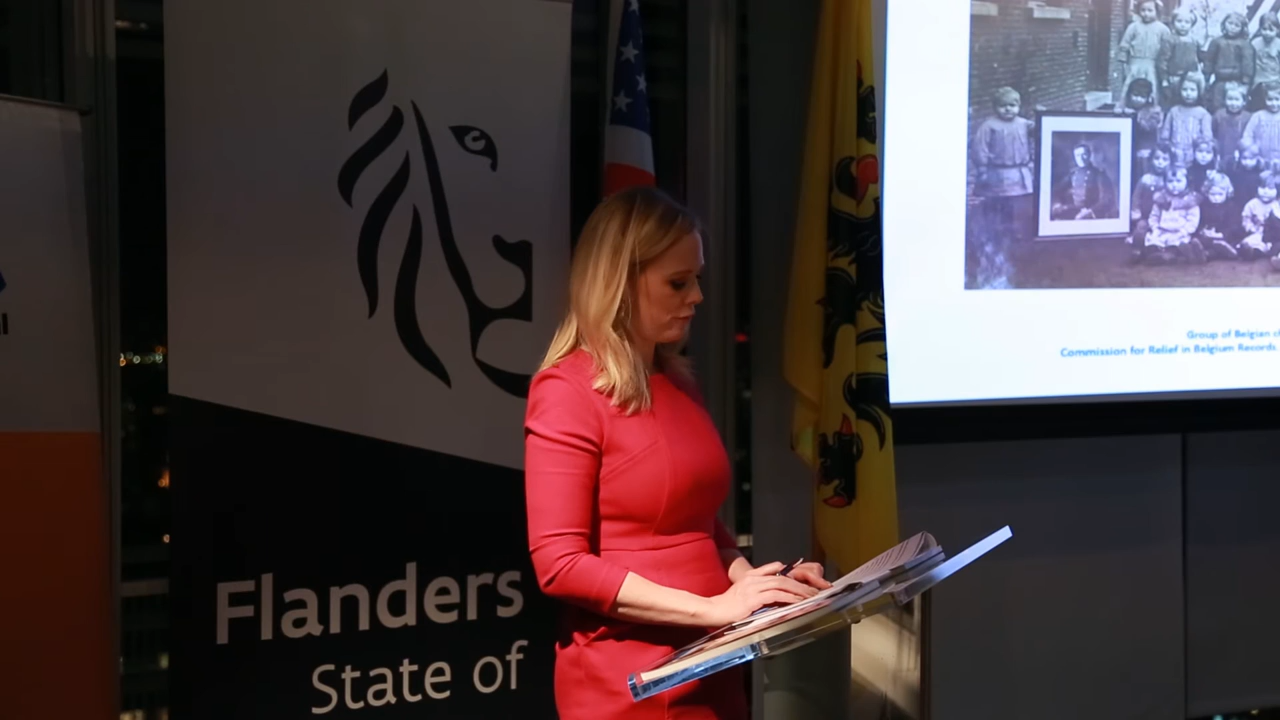 Flanders
State of
Group of Belgian
Commission for Relief in Belgium Records